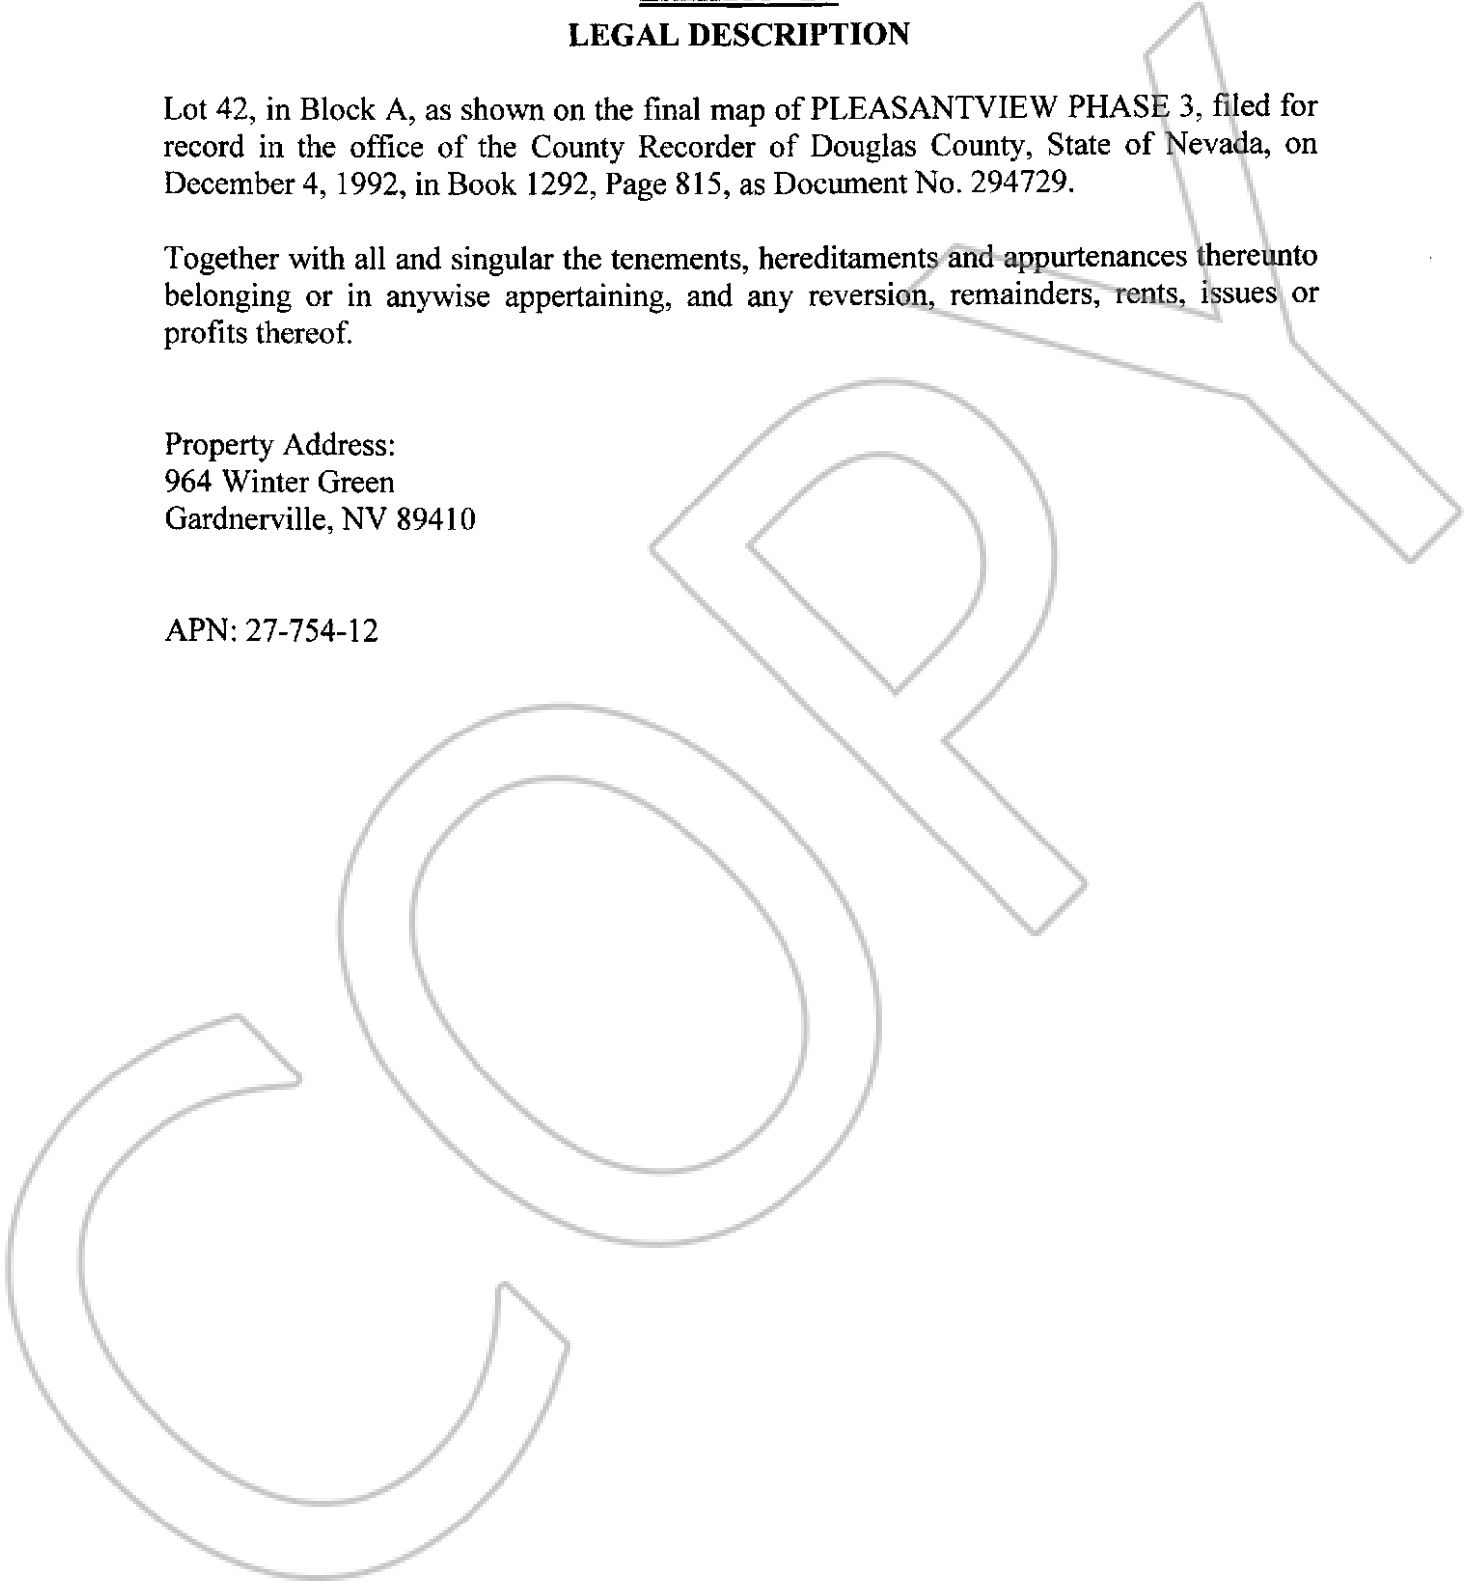 LEGAL DESCRIPTION
Lot 42, in Block A, as shown on the final map of PLEASANTVIEW PHASE 3, filed for
record in the office of the County Recorder of Douglas County, State of Nevada, on
December 4, 1992, in Book 1292, Page 815, as Document No. 294729.
Together with all and singular the tenements, hereditaments and appurtenances thereunto
belonging or in anywise appertaining, and any reversion, remainders, rents, issues or
profits thereof.
Property Address:
964 Winter Green
Gardnerville, NV 89410
APN: 27-754-12
COPY